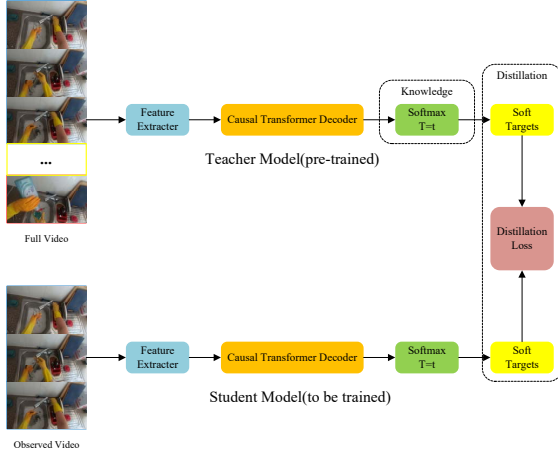 Knowledge
Distillation
Feature
Extracter
Causal Transformer Decoder
Softmax
T=t
Soft
Targets
Teacher Model(pre-trained)
...
Full Video
Distillation
Loss
Feature
Extracter
Causal Transformer Decoder
Softmax
T=t
Soft
Targets
Student Model(to be trained)
Observed Video